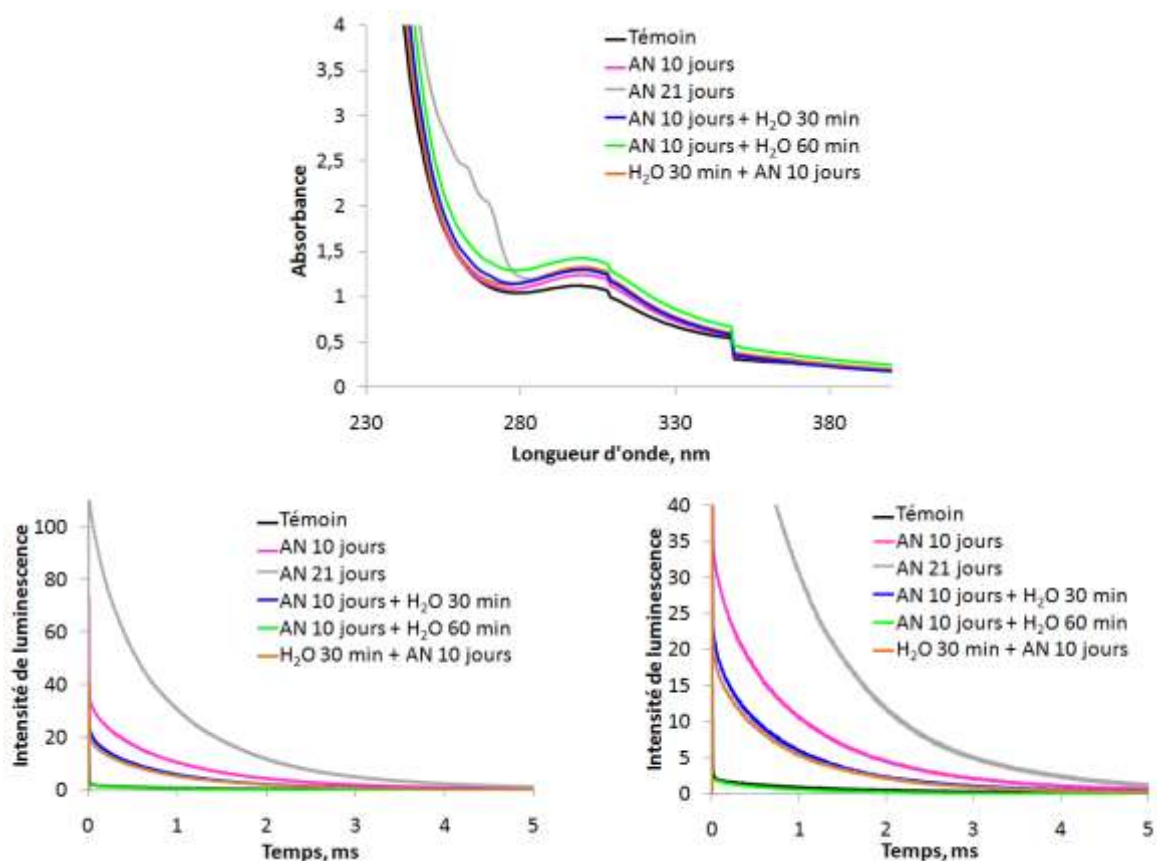 4
3,5
3
2,5
2
1,5
1
0,5
0
Absorbance
230
280
330
380
Longueur d'onde, nm
Témoin
AN 10 jours
AN 21 jours
AN 10 jours + H₂O 30 min
AN 10 jours + H₂O 60 min
H₂O 30 min + AN 10 jours
100
80
60
40
20
0
Intensité de luminescence
0
1
2
3
4
5
Temps, ms
Témoin
AN 10 jours
AN 21 jours
AN 10 jours + H₂O 30 min
AN 10 jours + H₂O 60 min
H₂O 30 min + AN 10 jours
40
35
30
25
20
15
10
5
0
Intensité de luminescence
0
1
2
3
4
5
Temps, ms
Témoin
AN 10 jours
AN 21 jours
AN 10 jours + H₂O 30 min
AN 10 jours + H₂O 60 min
H₂O 30 min + AN 10 jours